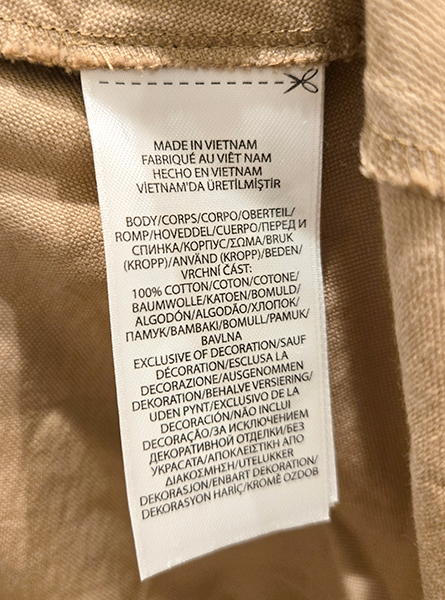 MADE IN VIETNAM
FABRIQUÉ AU VIÊT NAM
HECHO EN VIETNAM
VIETNAM'DA ÜRETİLMİŞTİR
BODY/CORPS/CORPO/OBERTEIL/
ROMP/HOVEDDEL/CUERPO/ПЕРЕД И
СПИНКА/КОРПУС/ΣΩΜΑ/BRUK
(KROPP)/ANVÄND (KROPP)/BEDEN/
VRCHNÍ ČÁST:
100% COTTON/COTON/COTONE/
BAUMWOLLE/KATOEN/BOMULD/
ALGODÓN/ALGODÃO/ХЛОПОК/
ПАМУК/ΒΑΜΒΑΚΙ/BOMULL/PAMUK/
BAVLNA
EXCLUSIVE OF DECORATION/SAUF
DÉCORATION/ESCLUSA LA
DECORAZIONE/AUSGENOMMEN
DEKORATION/BEHALVE VERSIERING/
UDEN PYNT/EXCLUSIVO DE LA
DECORACIÓN/NÃO INCLUI
DECORAÇÃO/ЗА ИСКЛЮЧЕНИЕМ
ДЕКОРАТИВНОЙ ОТДЕЛКИ/БЕЗ
УКРАСАТА/ΑΠΟΚΛΕΙΣΤΙΚΗ ΑΠΟ
ΔΙΑΚΟΣΜΗΣΗ/UTELUKKER
DEKORASJON/ENBART DEKORATION/
DEKORASYON HARİÇ/KROMĚ OZDOB